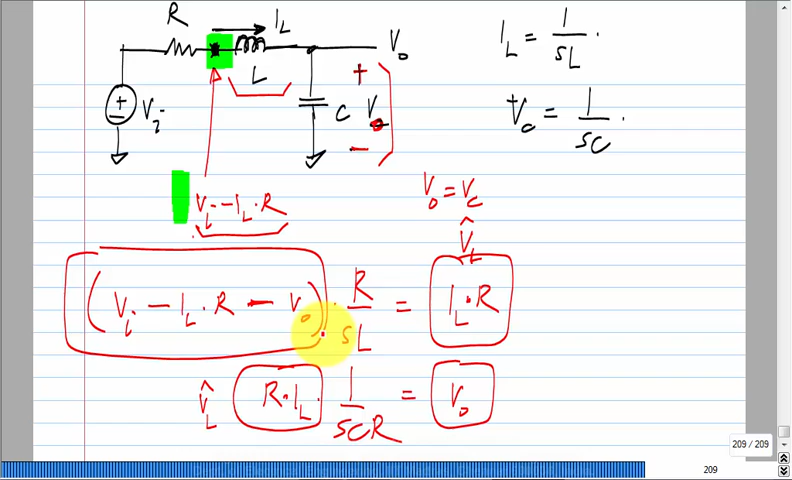 R I_L V_o I_L = 1/sL ·
+ V_i L + C V_o − V_c = 1/sC ·
V_i − I_L · R V_o = V_c
V̂_L
(V_i − I_L · R − V_o) · R/sL = I_L · R
V̂_L R · I_L · 1/sCR = V_o
209 / 209
209